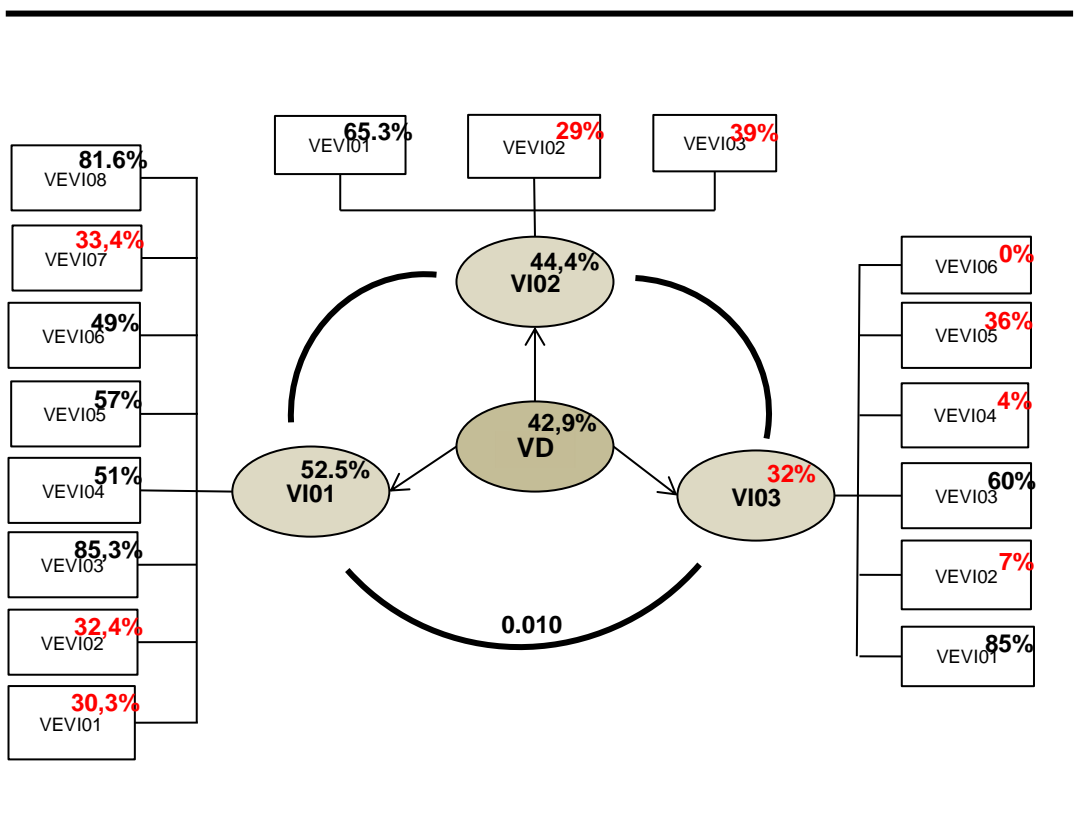 65.3%
VEVI01
29%
VEVI02
39%
VEVI03
81.6%
VEVI08
33,4%
VEVI07
49%
VEVI06
57%
VEVI05
51%
VEVI04
85,3%
VEVI03
32,4%
VEVI02
30,3%
VEVI01
44,4%
VI02
42,9%
VD
52.5%
VI01
32%
VI03
0.010
0%
VEVI06
36%
VEVI05
4%
VEVI04
60%
VEVI03
7%
VEVI02
85%
VEVI01